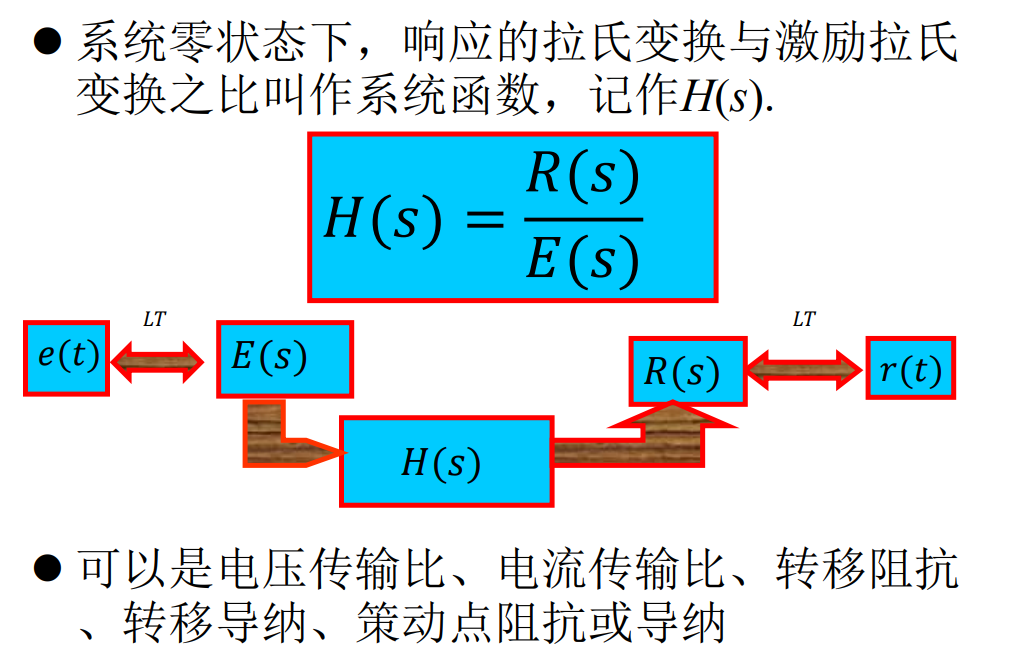 ● 系统零状态下，响应的拉氏变换与激励拉氏
变换之比叫作系统函数，记作H(s).
H(s) = R(s)/E(s)
LT
LT
e(t)
E(s)
R(s)
r(t)
H(s)
● 可以是电压传输比、电流传输比、转移阻抗
、转移导纳、策动点阻抗或导纳